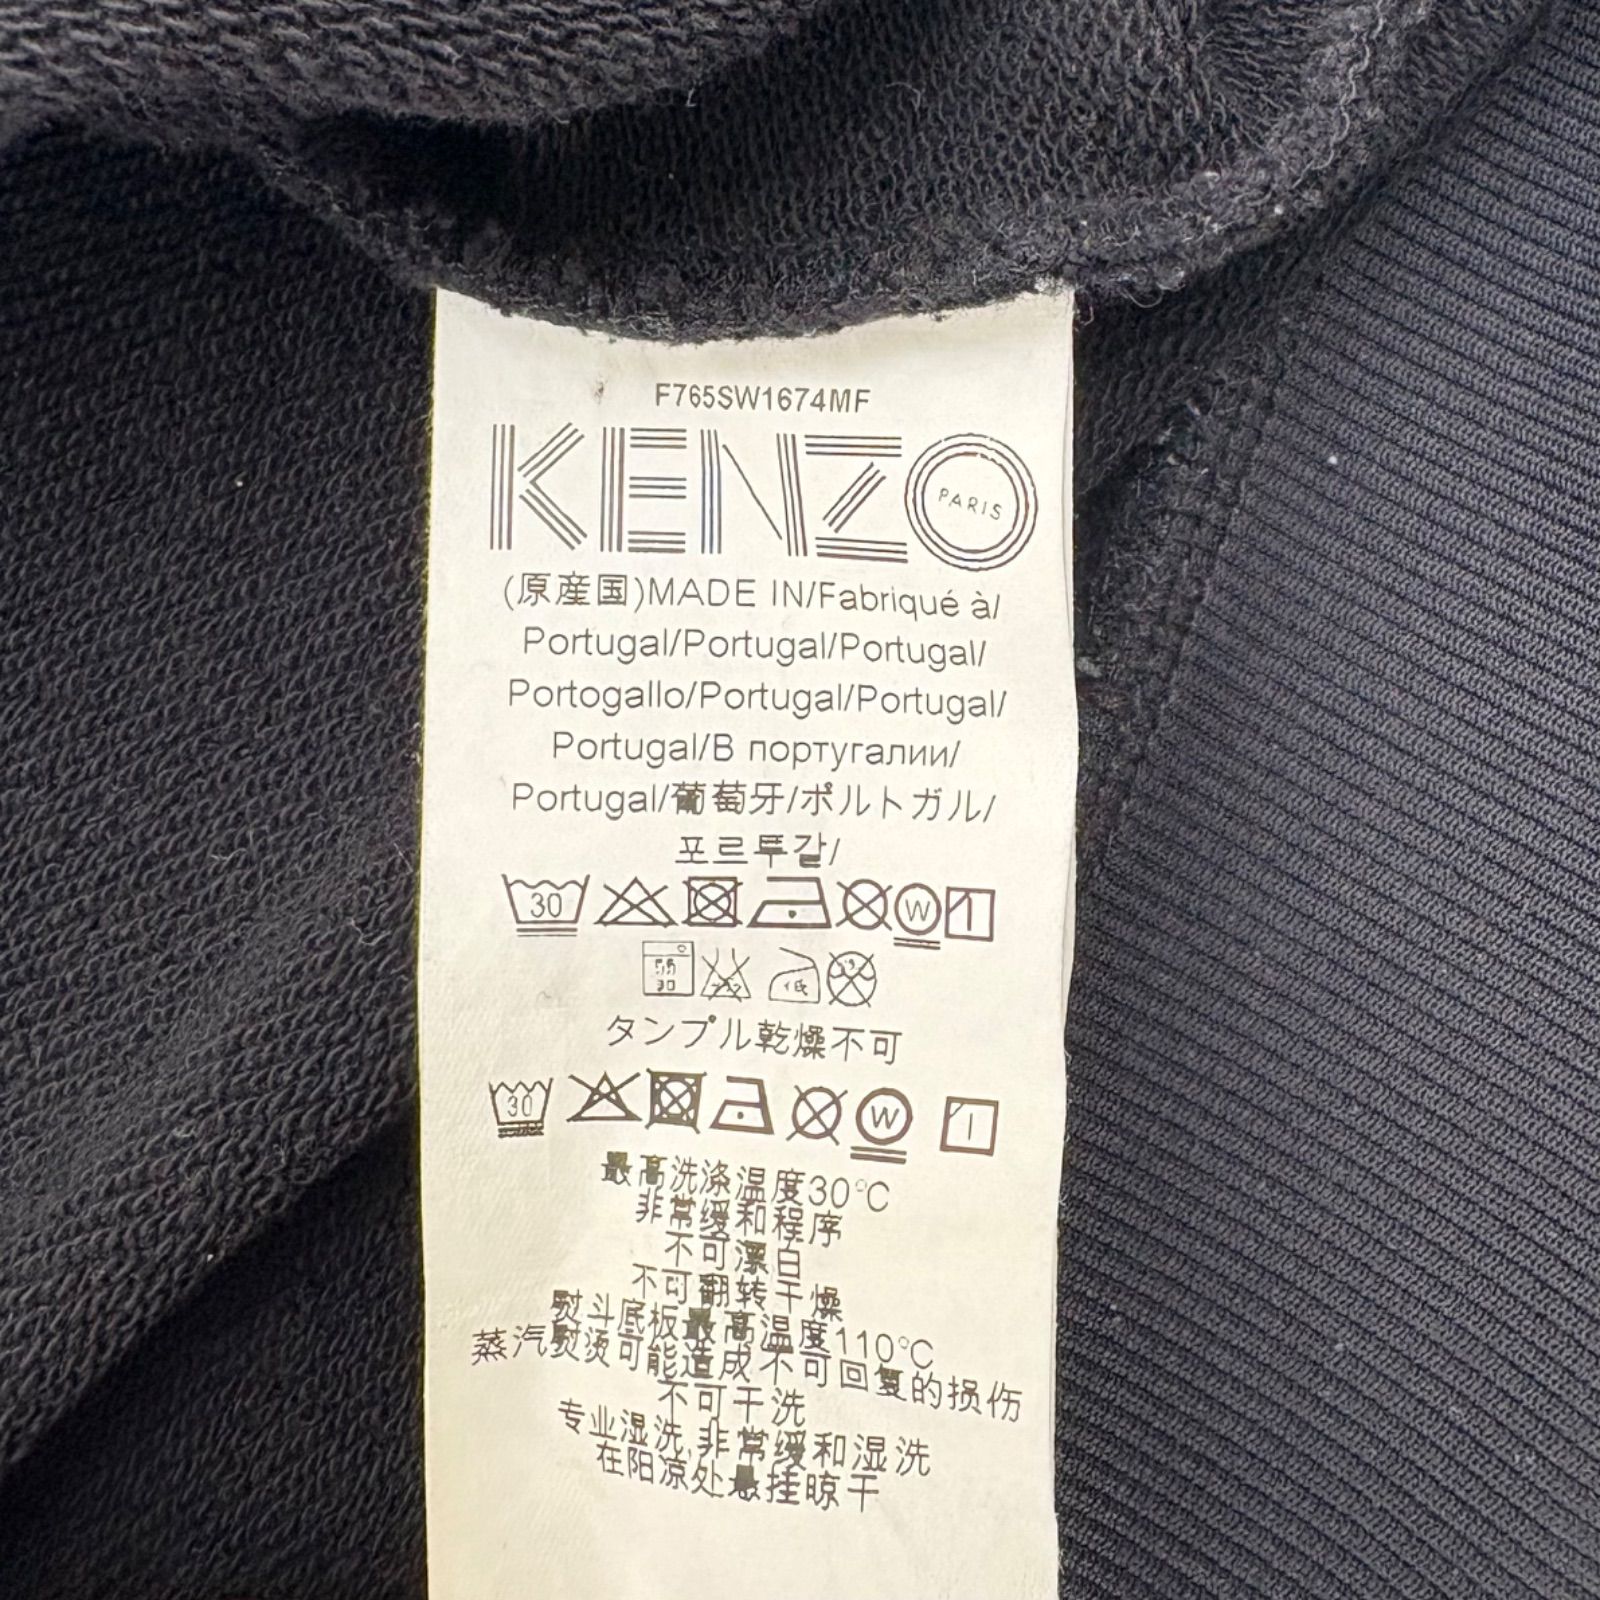 F765SW1674MF
KENZO
PARIS
(原産国)MADE IN/Fabriqué à/
Portugal/Portugal/Portugal/
Portogallo/Portugal/Portugal/
Portugal/В португалии/
Portugal/葡萄牙/ポルトガル/
포르투갈/
30 W
30
タンブル乾燥不可
30 W
最高洗涤温度30°C
非常缓和程序
不可漂白
不可翻转干燥
熨斗底板最高温度110°C
蒸汽熨烫可能造成不可回复的损伤
不可干洗
专业湿洗,非常缓和湿洗
在阳凉处悬挂晾干